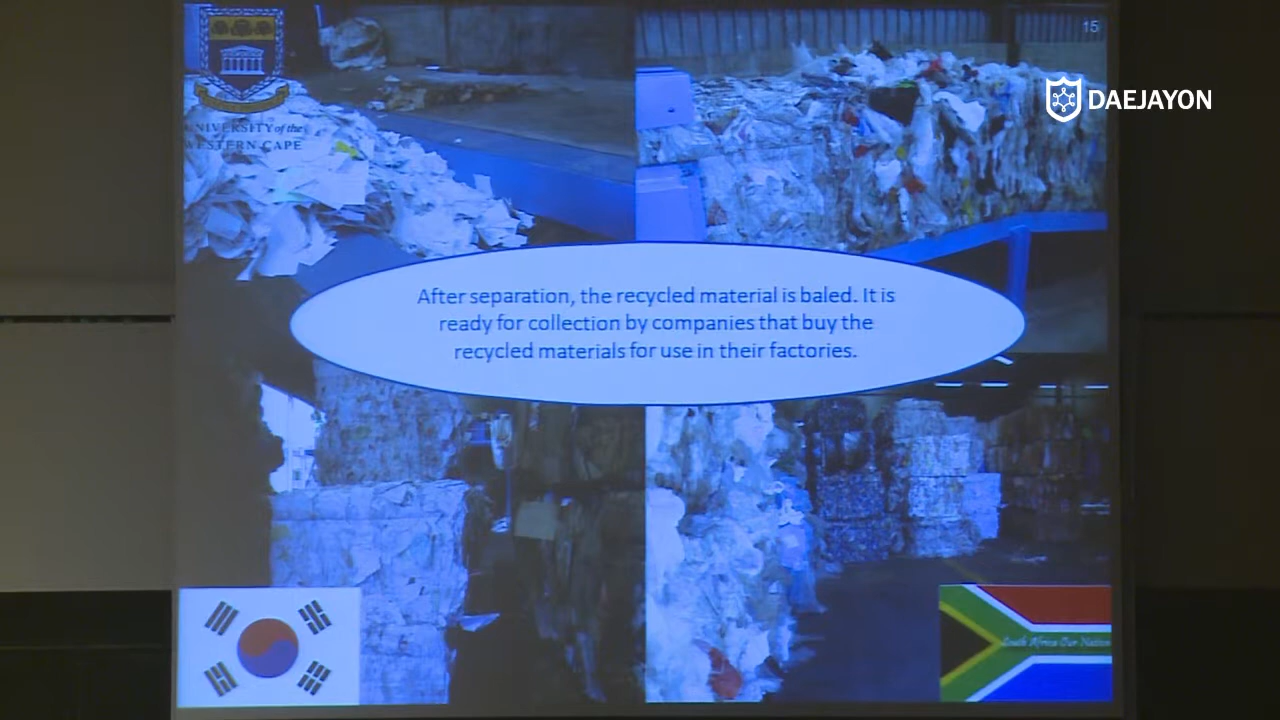 15
DAEJAYON
UNIVERSITY of the
WESTERN CAPE
After separation, the recycled material is baled. It is
ready for collection by companies that buy the
recycled materials for use in their factories.
South Africa Our Nation